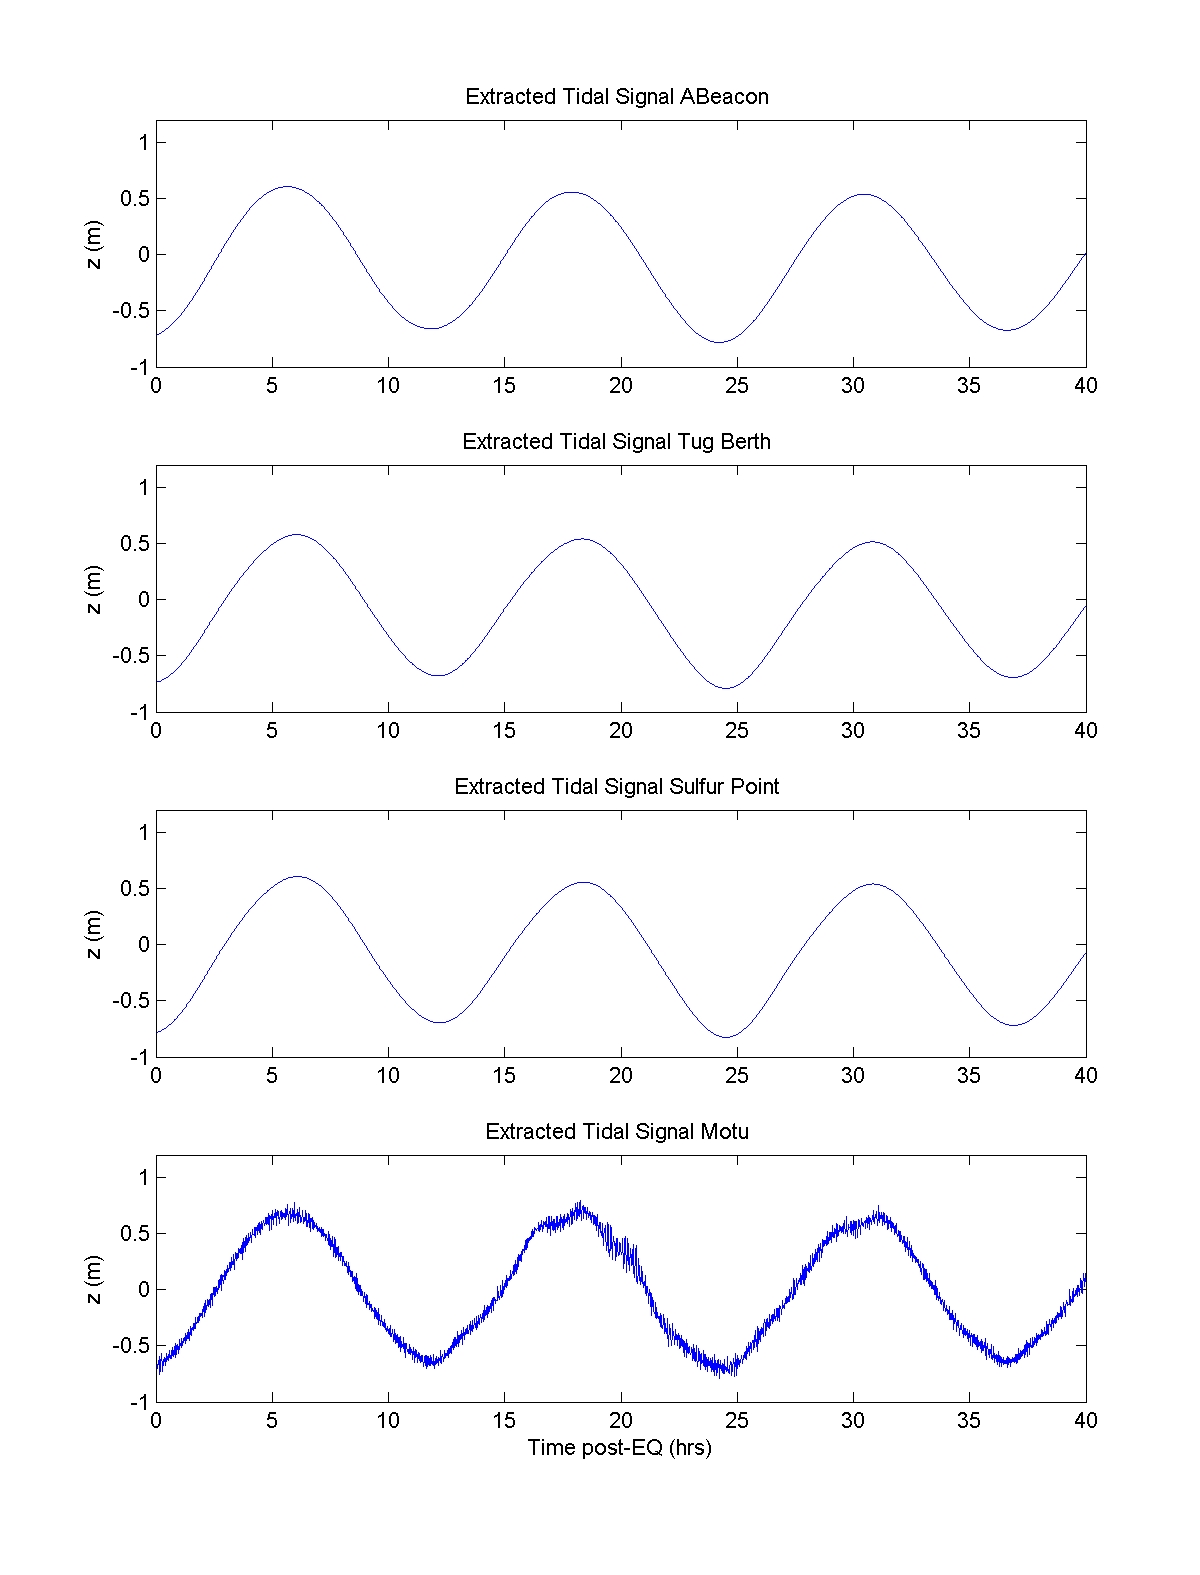 Extracted Tidal Signal ABeacon
1
0.5
0
-0.5
-1
z (m)
0 5 10 15 20 25 30 35 40
Extracted Tidal Signal Tug Berth
1
0.5
0
-0.5
-1
z (m)
0 5 10 15 20 25 30 35 40
Extracted Tidal Signal Sulfur Point
1
0.5
0
-0.5
-1
z (m)
0 5 10 15 20 25 30 35 40
Extracted Tidal Signal Motu
1
0.5
0
-0.5
-1
z (m)
0 5 10 15 20 25 30 35 40
Time post-EQ (hrs)